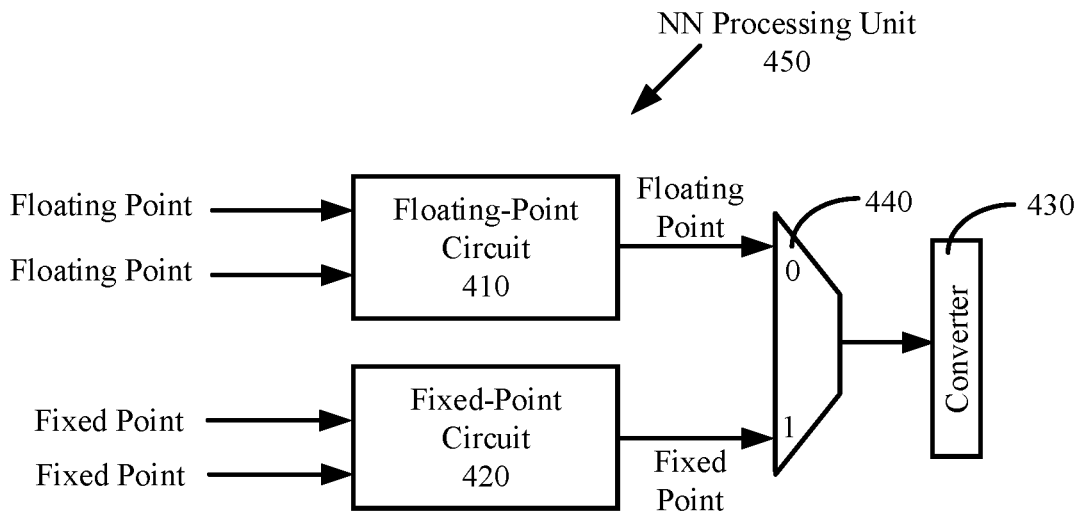 NN Processing Unit
450
Floating Point
Floating Point
Floating-Point
Circuit
410
Floating
Point
440
430
0
Converter
Fixed Point
Fixed Point
Fixed-Point
Circuit
420
1
Fixed
Point